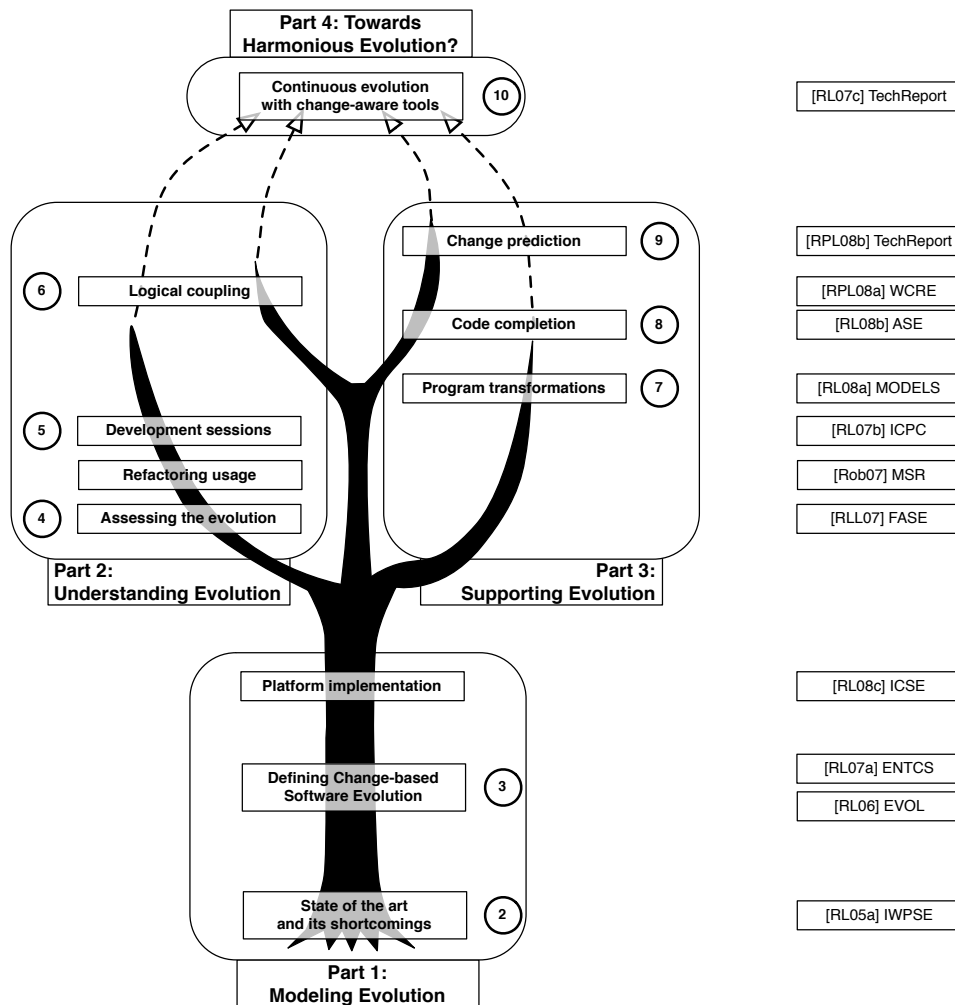 Part 4: Towards
Harmonious Evolution?
Continuous evolution
with change-aware tools
10
[RL07c] TechReport
Change prediction
9
[RPL08b] TechReport
6
Logical coupling
[RPL08a] WCRE
Code completion
8
[RL08b] ASE
Program transformations
7
[RL08a] MODELS
5
Development sessions
[RL07b] ICPC
Refactoring usage
[Rob07] MSR
4
Assessing the evolution
[RLL07] FASE
Part 2:
Understanding Evolution
Part 3:
Supporting Evolution
Platform implementation
[RL08c] ICSE
Defining Change-based
Software Evolution
3
[RL07a] ENTCS
[RL06] EVOL
State of the art
and its shortcomings
2
[RL05a] IWPSE
Part 1:
Modeling Evolution